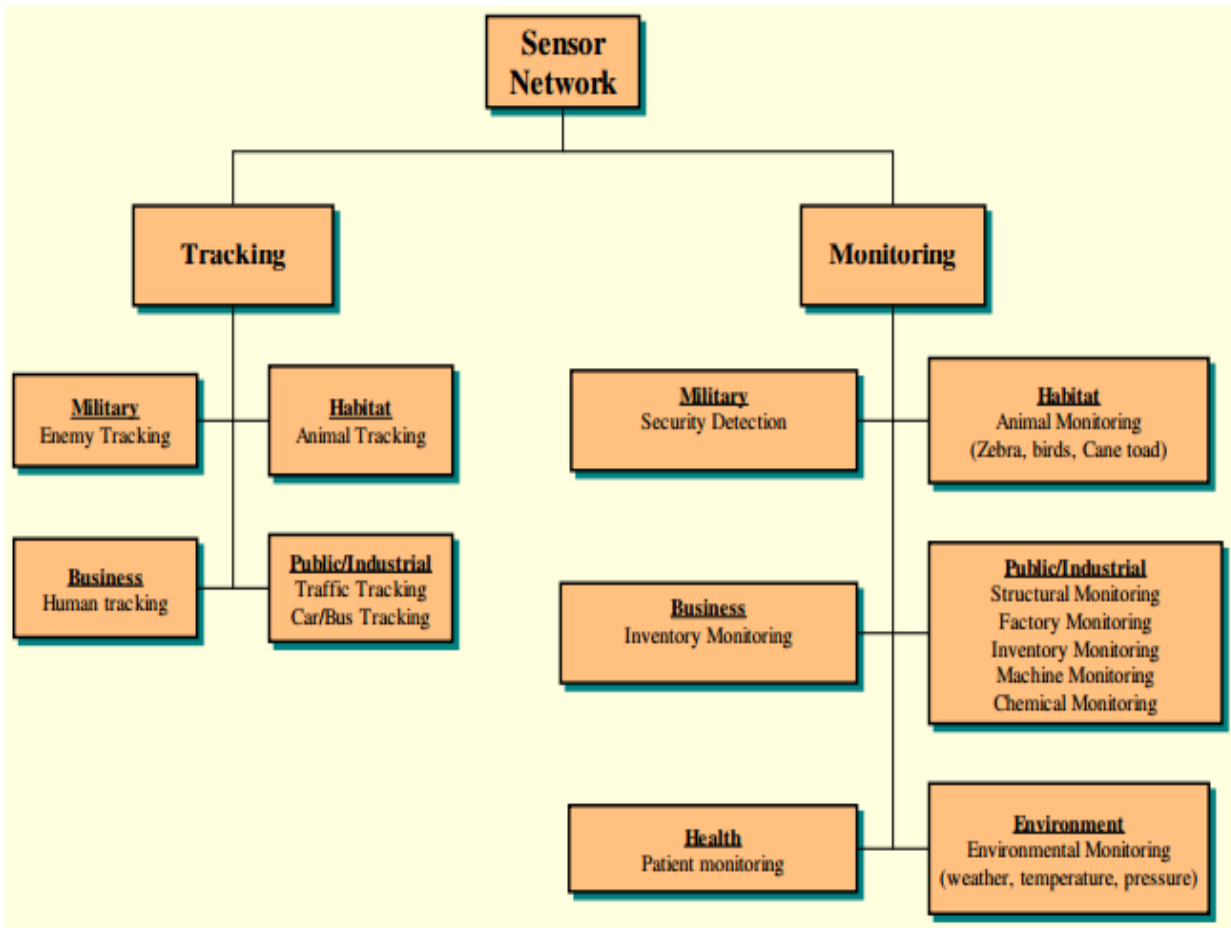 Sensor
Network
Tracking
Monitoring
Military
Enemy Tracking
Habitat
Animal Tracking
Business
Human tracking
Public/Industrial
Traffic Tracking
Car/Bus Tracking
Military
Security Detection
Habitat
Animal Monitoring
(Zebra, birds, Cane toad)
Business
Inventory Monitoring
Public/Industrial
Structural Monitoring
Factory Monitoring
Inventory Monitoring
Machine Monitoring
Chemical Monitoring
Health
Patient monitoring
Environment
Environmental Monitoring
(weather, temperature, pressure)